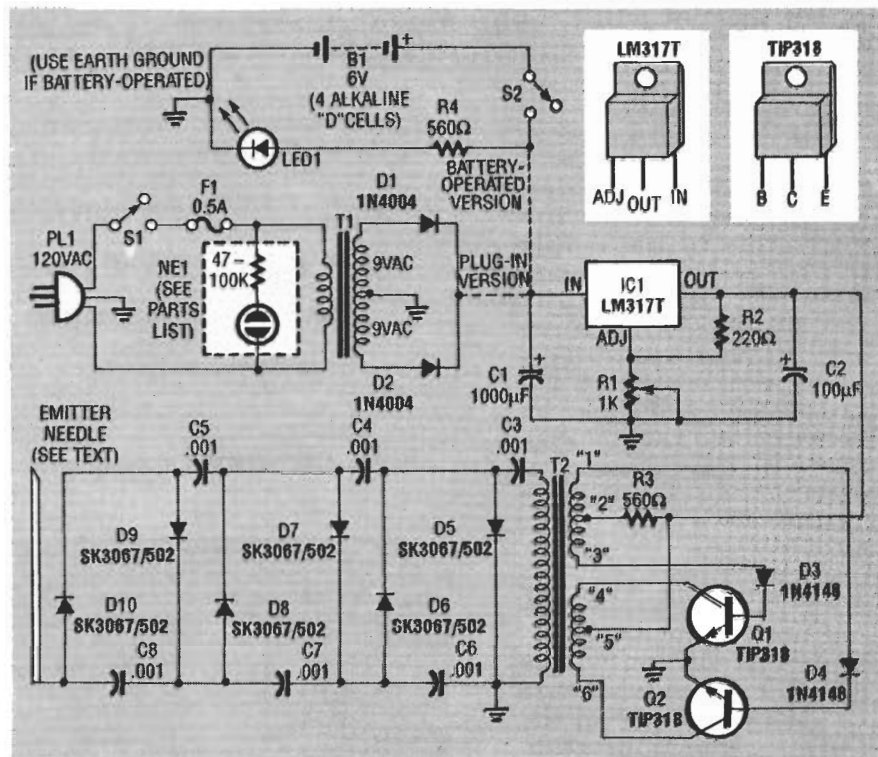 (USE EARTH GROUND
IF BATTERY-OPERATED)
B1
6V
(4 ALKALINE
"D"CELLS)
+
S2
R4
560Ω
LED1
BATTERY-
OPERATED
VERSION
LM317T
ADJ OUT IN
TIP318
B C E
PL1
120VAC
S1
F1
0.5A
NE1
(SEE
PARTS
LIST)
47-
100K
T1
D1
1N4004
9VAC
9VAC
D2
1N4004
PLUG-IN
VERSION
IN
IC1
LM317T
OUT
ADJ
R2
220Ω
+
C1
1000µF
R1
1K
+
C2
100µF
EMITTER
NEEDLE
(SEE TEXT)
C5
.001
C4
.001
C3
.001
D9
SK3067/502
D7
SK3067/502
D5
SK3067/502
D10
SK3067/502
D8
SK3067/502
D6
SK3067/502
C8
.001
C7
.001
C6
.001
T2
"1"
"2"
"3"
"4"
"5"
"6"
R3
560Ω
D3
1N4148
Q1
TIP318
D4
1N4148
Q2
TIP318